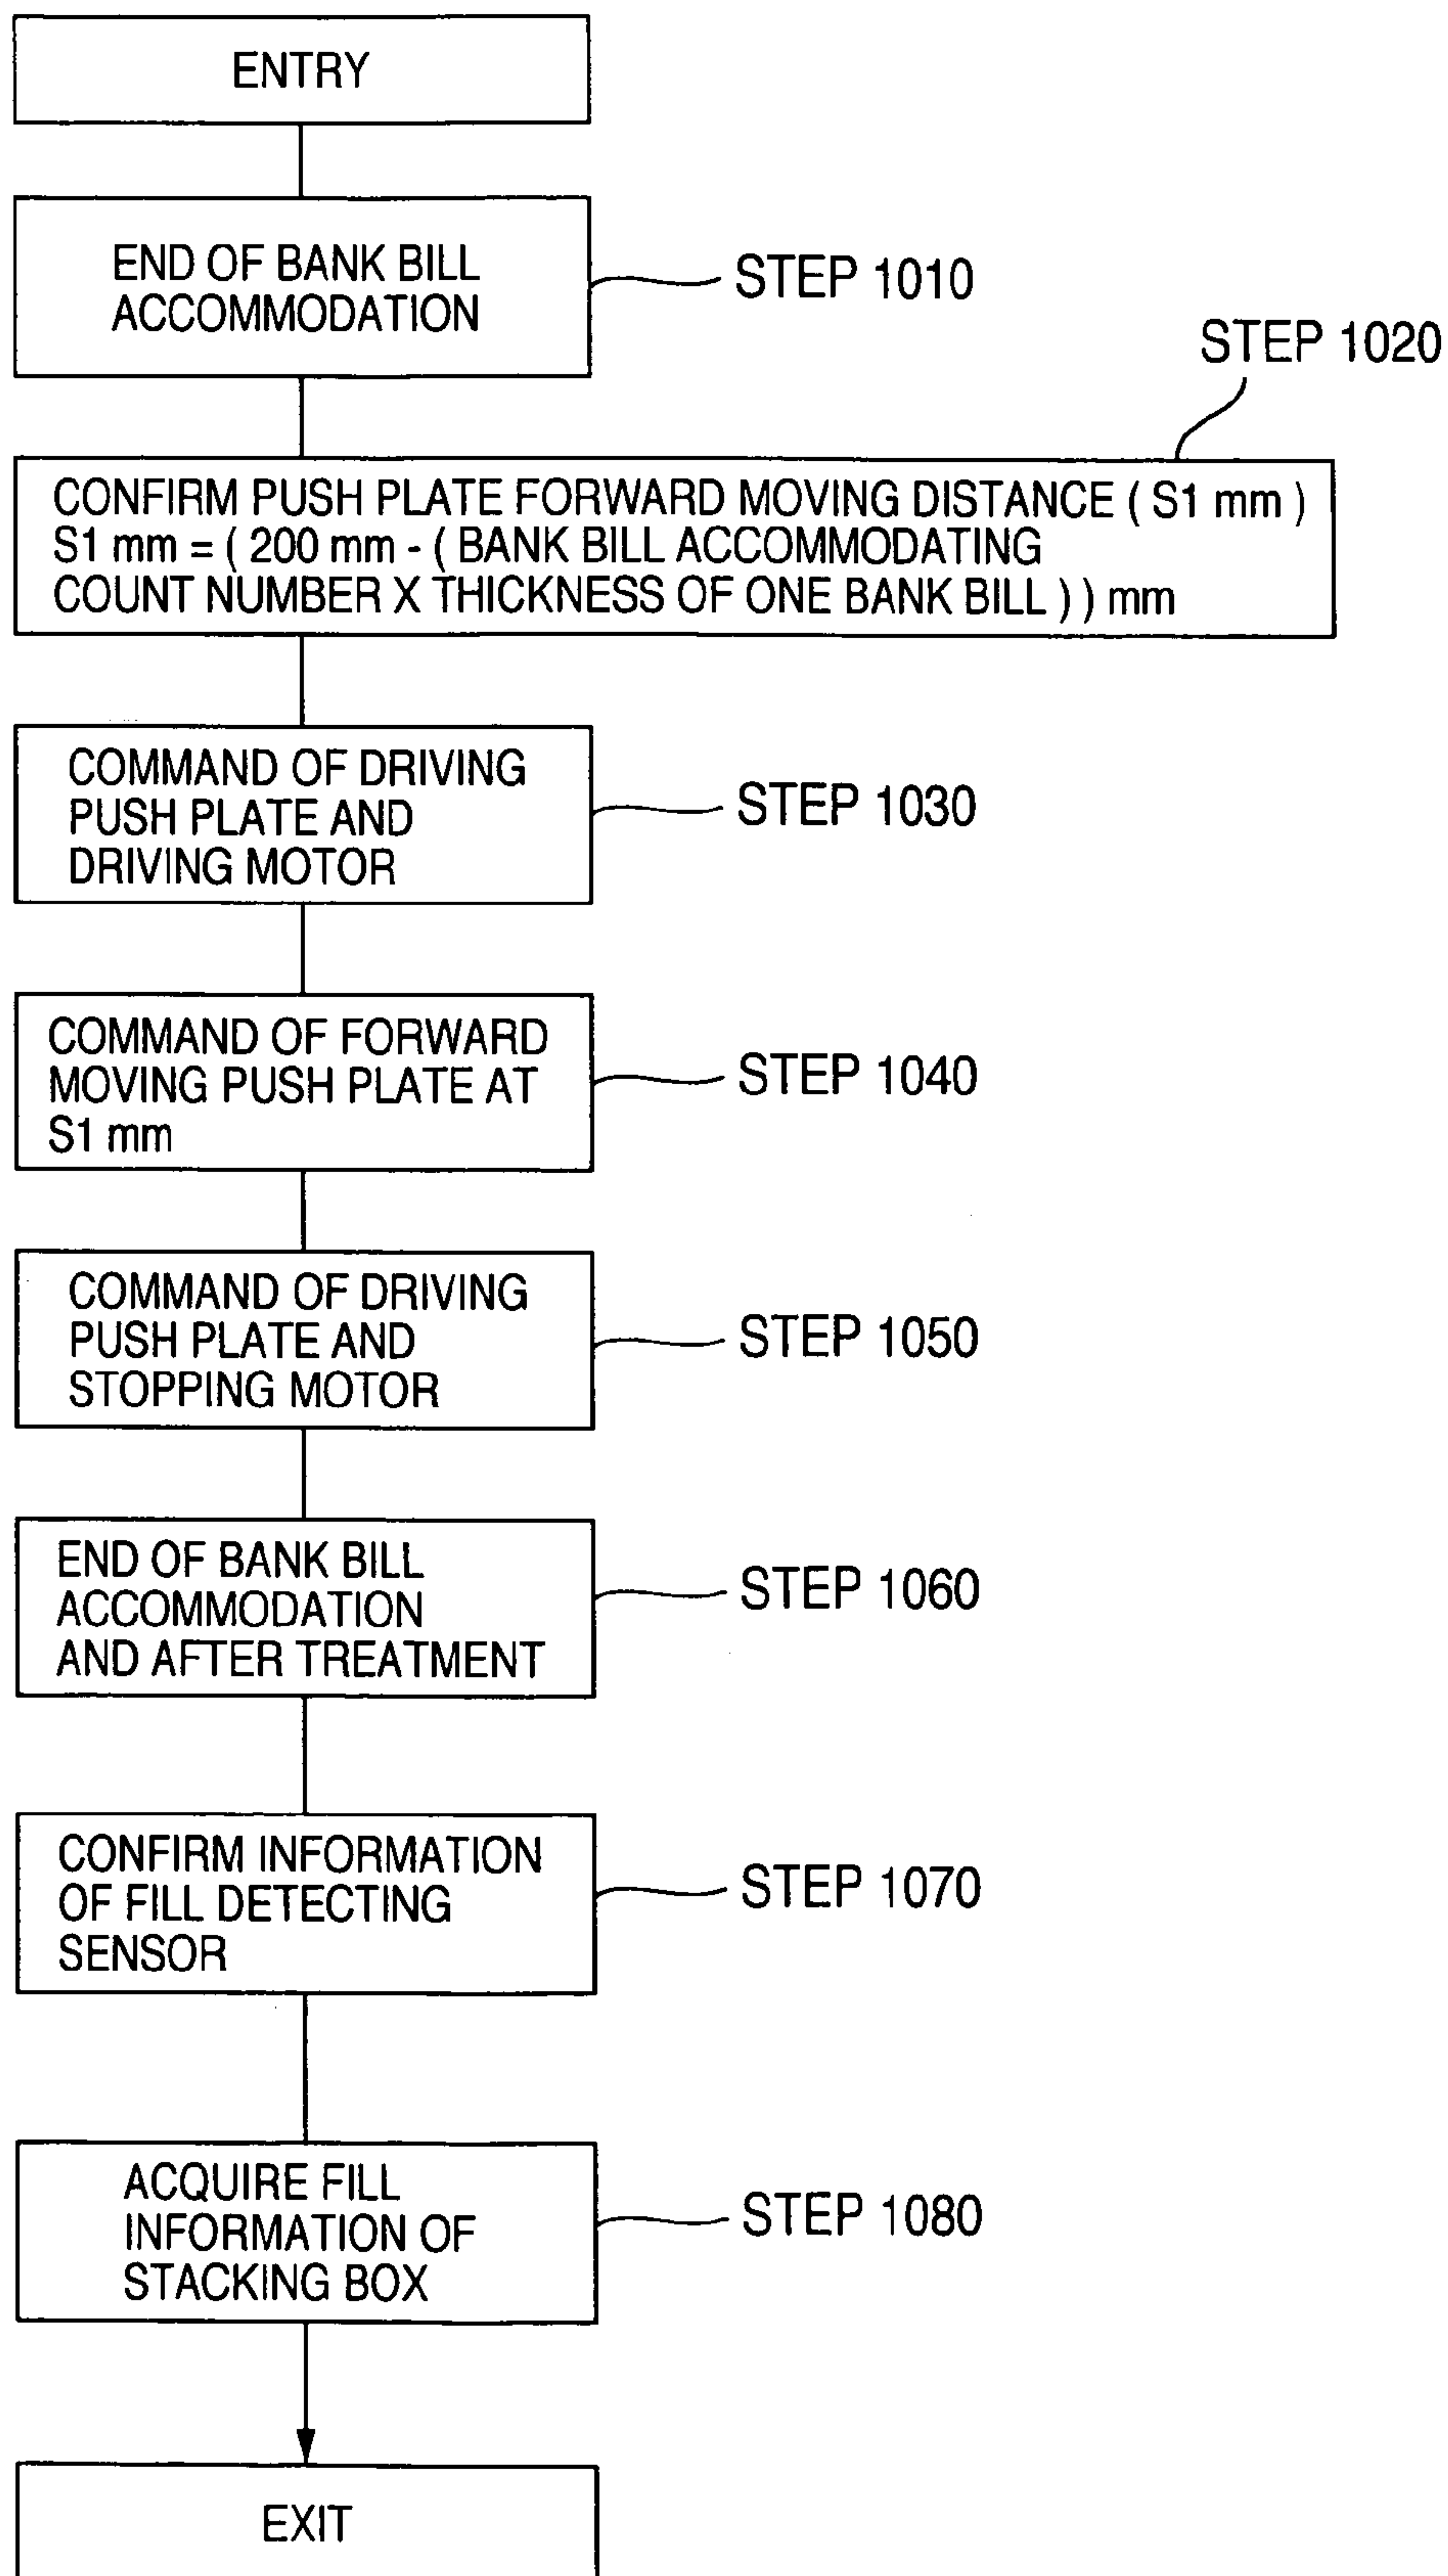 ENTRY
END OF BANK BILL
ACCOMMODATION
STEP 1010
STEP 1020
CONFIRM PUSH PLATE FORWARD MOVING DISTANCE ( S1 mm )
S1 mm = ( 200 mm - ( BANK BILL ACCOMMODATING
COUNT NUMBER X THICKNESS OF ONE BANK BILL ) ) mm
COMMAND OF DRIVING
PUSH PLATE AND
DRIVING MOTOR
STEP 1030
COMMAND OF FORWARD
MOVING PUSH PLATE AT
S1 mm
STEP 1040
COMMAND OF DRIVING
PUSH PLATE AND
STOPPING MOTOR
STEP 1050
END OF BANK BILL
ACCOMMODATION
AND AFTER TREATMENT
STEP 1060
CONFIRM INFORMATION
OF FILL DETECTING
SENSOR
STEP 1070
ACQUIRE FILL
INFORMATION OF
STACKING BOX
STEP 1080
EXIT